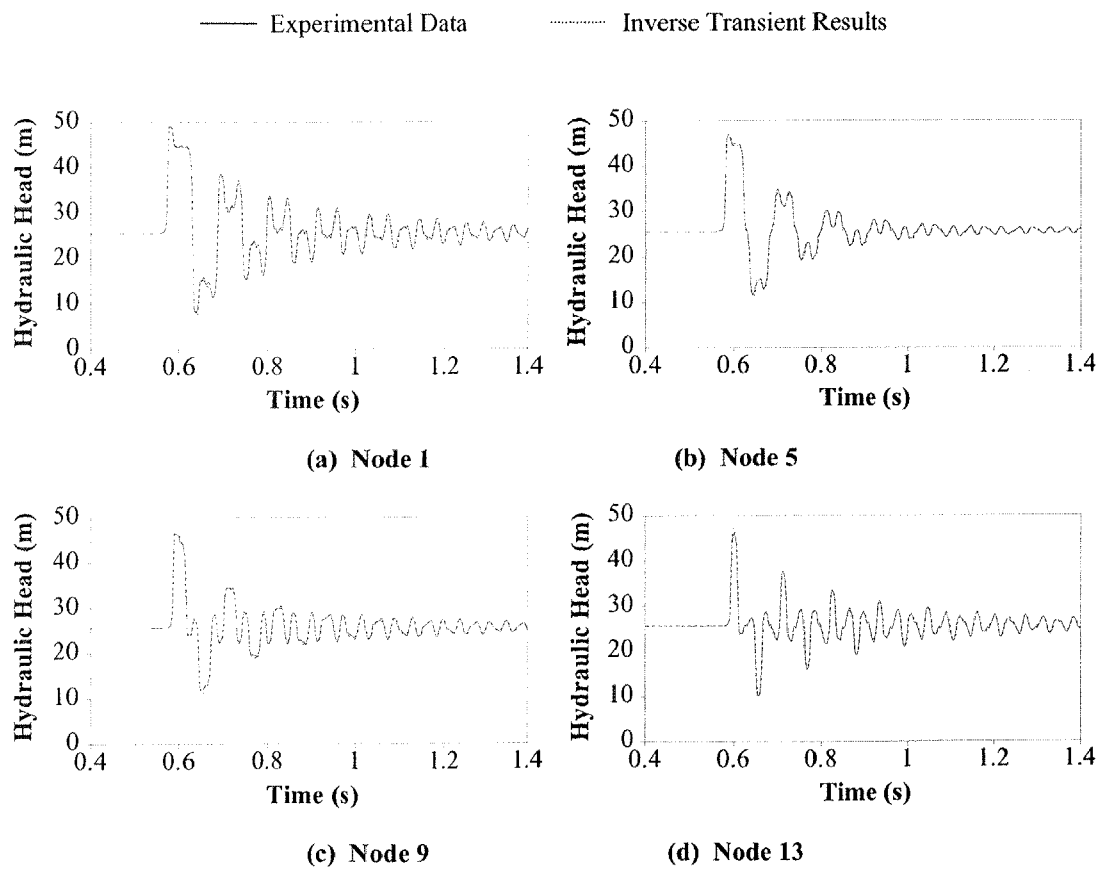 Experimental Data Inverse Transient Results
Hydraulic Head (m)
50
40
30
20
10
0
0.4 0.6 0.8 1 1.2 1.4
Time (s)
(a) Node 1
Hydraulic Head (m)
50
40
30
20
10
0
0.4 0.6 0.8 1 1.2 1.4
Time (s)
(b) Node 5
Hydraulic Head (m)
50
40
30
20
10
0
0.4 0.6 0.8 1 1.2 1.4
Time (s)
(c) Node 9
Hydraulic Head (m)
50
40
30
20
10
0
0.4 0.6 0.8 1 1.2 1.4
Time (s)
(d) Node 13